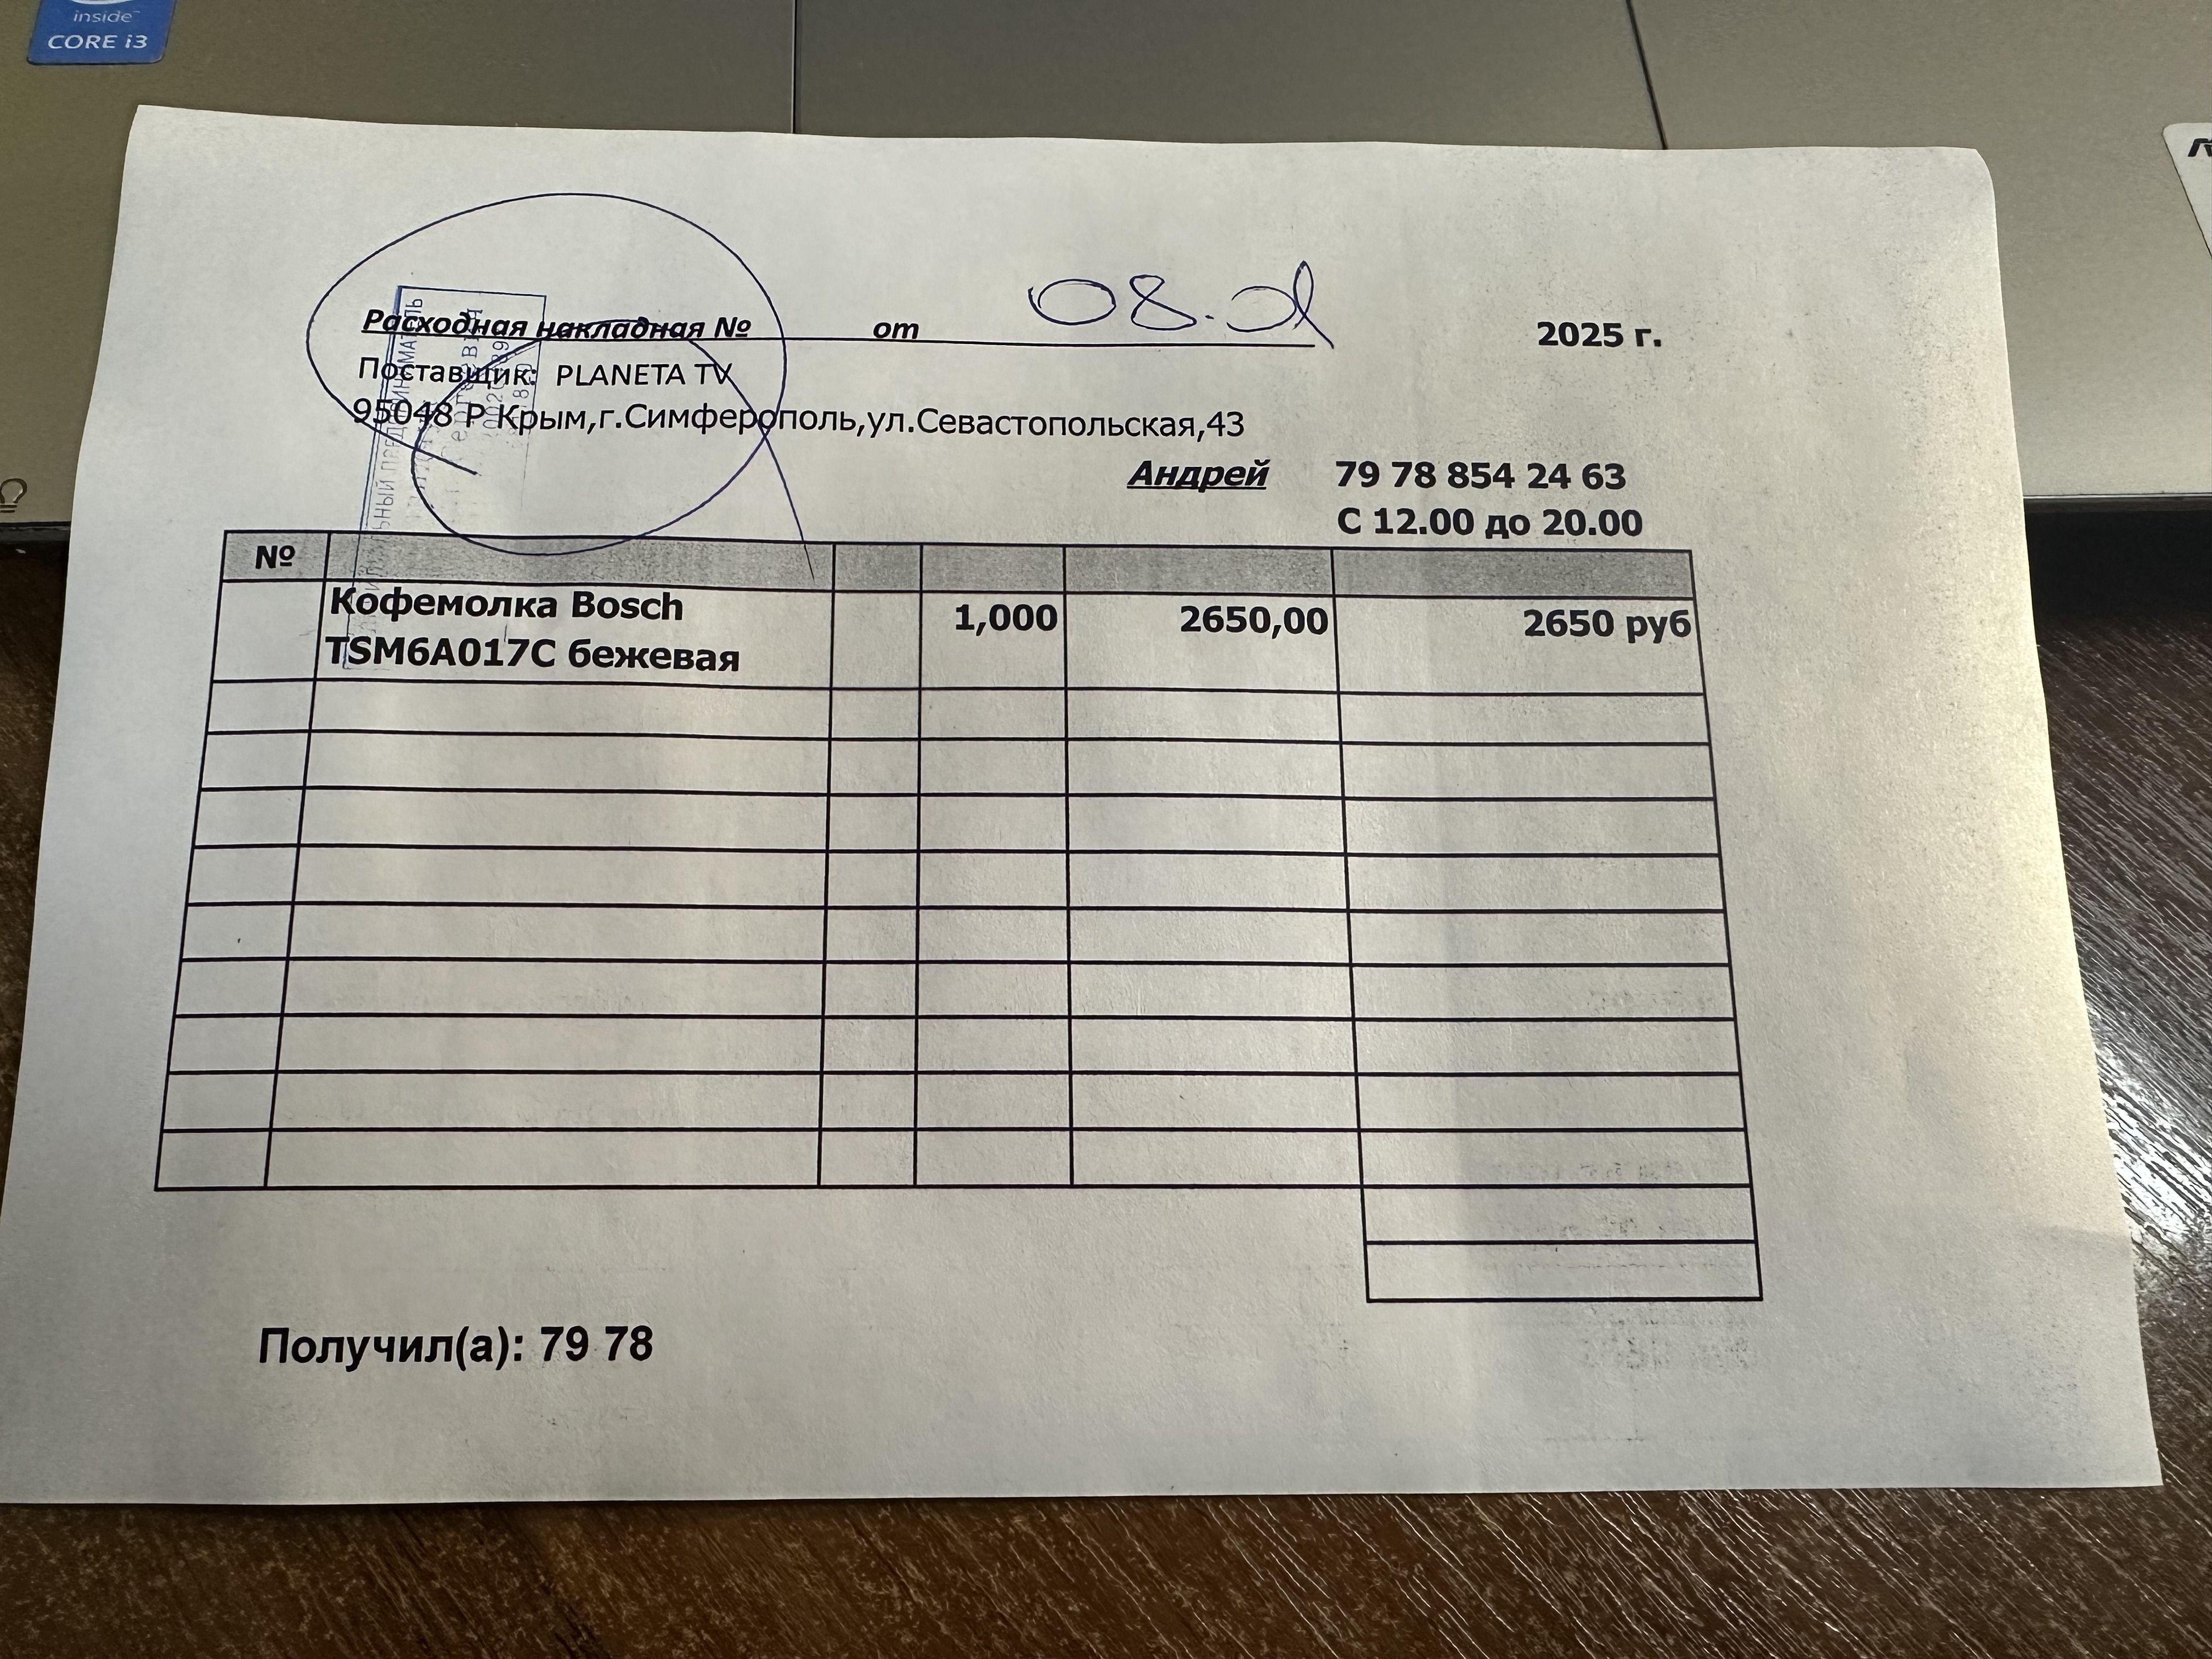 inside
CORE i3
Расходная накладная № от 2025 г.
Поставщик: PLANETA TV
95048 Р Крым,г.Симферополь,ул.Севастопольская,43
Андрей 79 78 854 24 63
С 12.00 до 20.00
№
Кофемолка Bosch 1,000 2650,00 2650 руб
TSM6A017C бежевая
Получил(а): 79 78